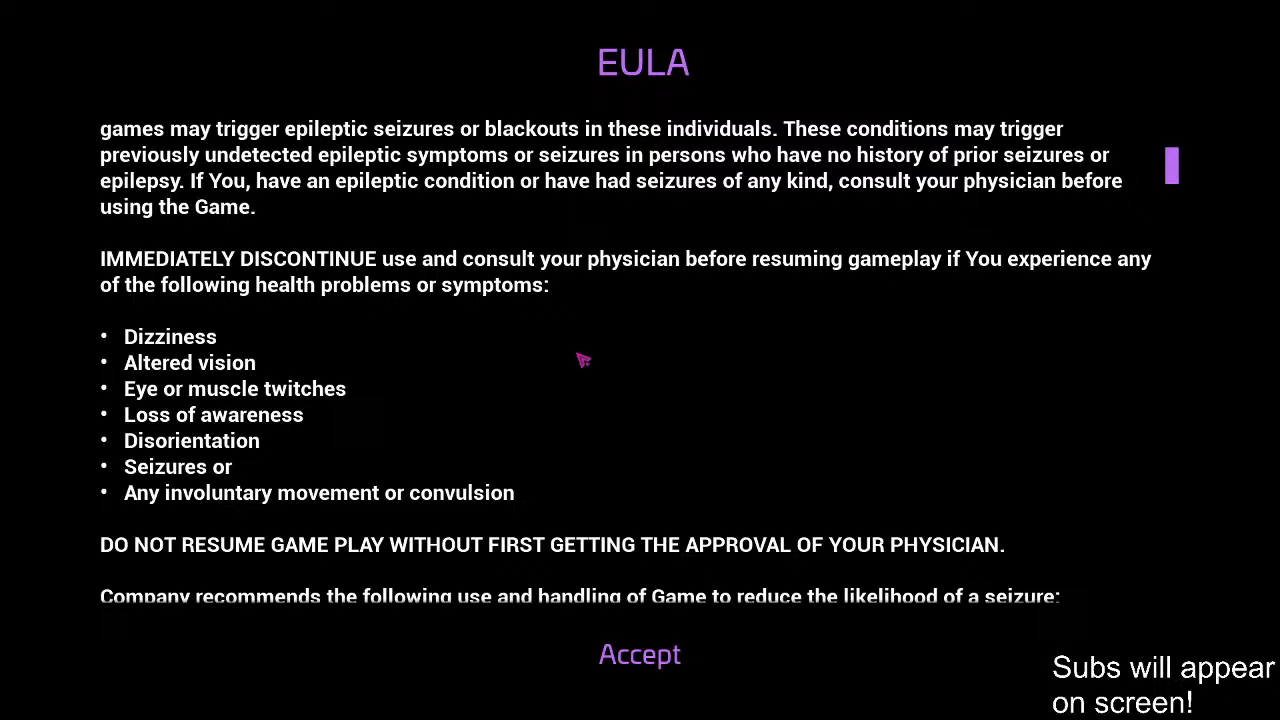 EULA
games may trigger epileptic seizures or blackouts in these individuals. These conditions may trigger
previously undetected epileptic symptoms or seizures in persons who have no history of prior seizures or
epilepsy. If You, have an epileptic condition or have had seizures of any kind, consult your physician before
using the Game.
IMMEDIATELY DISCONTINUE use and consult your physician before resuming gameplay if You experience any
of the following health problems or symptoms:
• Dizziness
• Altered vision
• Eye or muscle twitches
• Loss of awareness
• Disorientation
• Seizures or
• Any involuntary movement or convulsion
DO NOT RESUME GAME PLAY WITHOUT FIRST GETTING THE APPROVAL OF YOUR PHYSICIAN.
Company recommends the following use and handling of Game to reduce the likelihood of a seizure:
Accept
Subs will appear
on screen!